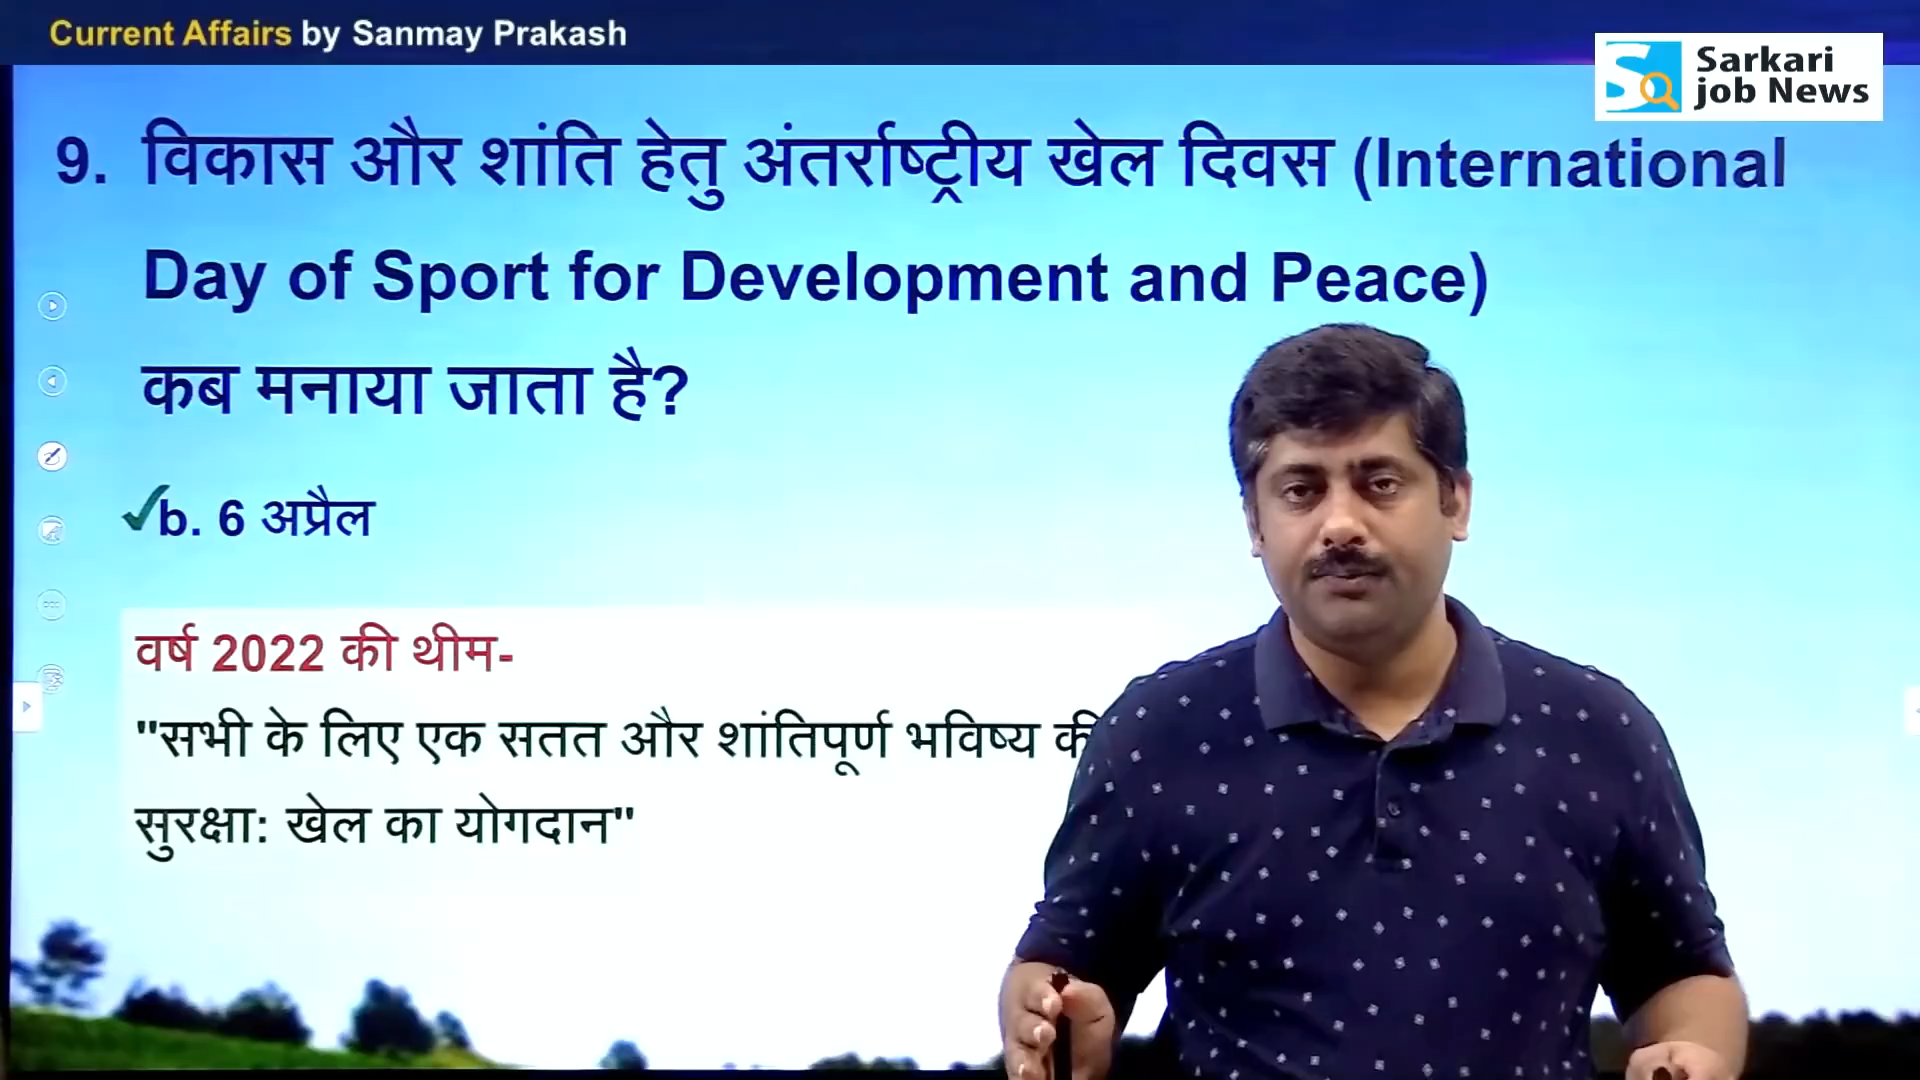 Current Affairs by Sanmay Prakash
Sarkari
job News
9. विकास और शांति हेतु अंतर्राष्ट्रीय खेल दिवस (International
Day of Sport for Development and Peace)
कब मनाया जाता है?
✓b. 6 अप्रैल
वर्ष 2022 की थीम-
"सभी के लिए एक सतत और शांतिपूर्ण भविष्य की
सुरक्षा: खेल का योगदान"